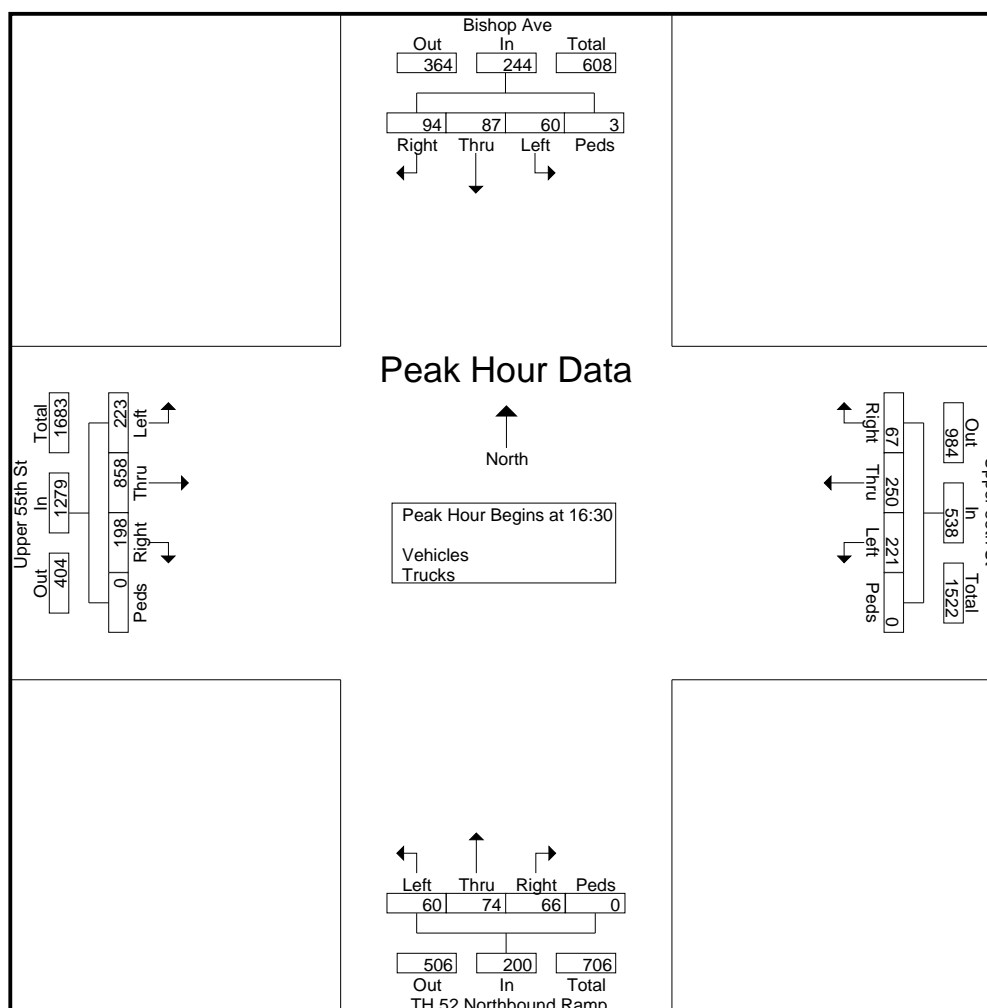 Bishop Ave
Out In Total
364 244 608
94 87 60 3
Right Thru Left Peds
Peak Hour Data
North
Peak Hour Begins at 16:30
Vehicles
Trucks
Upper 55th St
Total In Out
1683 1279 404
223 858 198 0
Left Thru Right Peds
Right Thru Left Peds
67 250 221 0
Out In Total
984 538 1522
Left Thru Right Peds
60 74 66 0
506 200 706
Out In Total
TH 52 Northbound Ramp